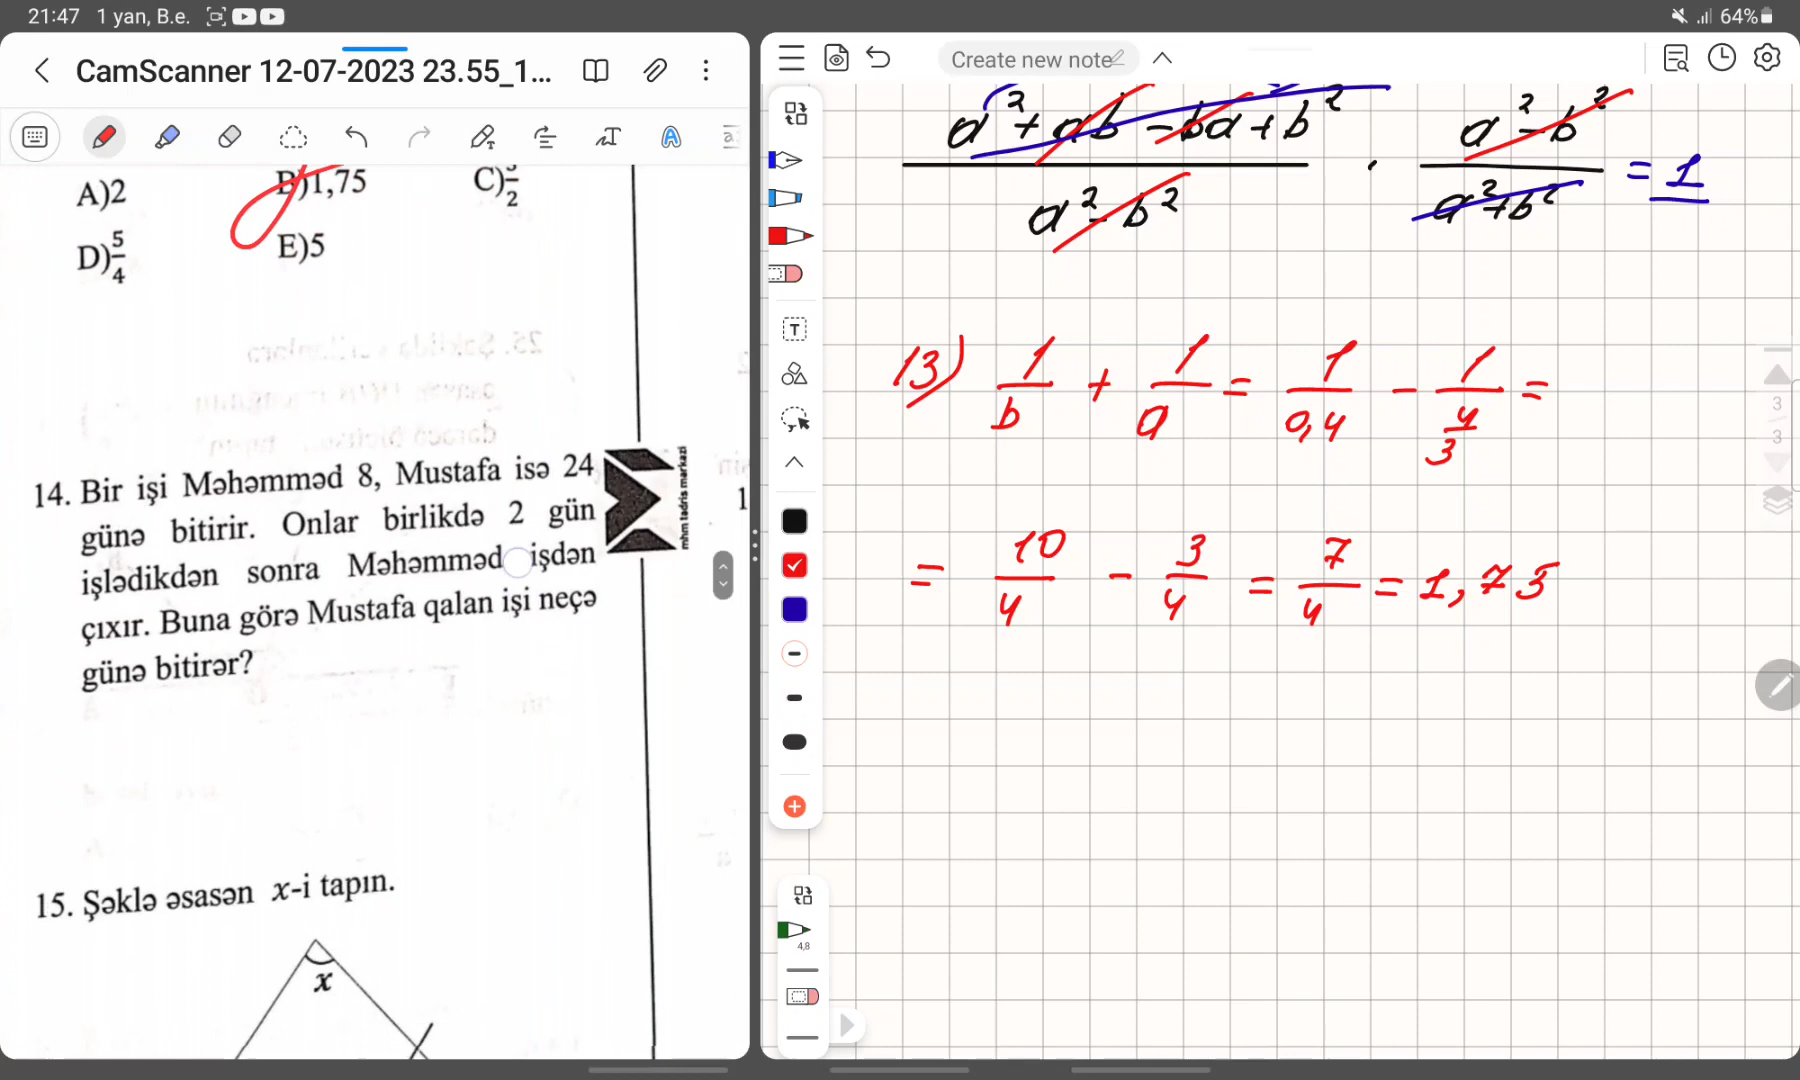 21:47 1 yan, B.e. 64%
CamScanner 12-07-2023 23.55_1...
A)2 B)1,75 C)
D)5/4 E)5
14. Bir işi Məhəmməd 8, Mustafa isə 24
günə bitirir. Onlar birlikdə 2 gün
işlədikdən sonra Məhəmməd işdən
çıxır. Buna görə Mustafa qalan işi neçə
günə bitirər?
mhm tədris mərkəzi
15. Şəklə əsasən x-i tapın.
x
Create new note
a² + ab - ba + b² / a² - b² · a² - b² / a² + b² = 1
13) 1/b + 1/a = 1/0,4 - 1/(4/3) =
= 10/4 - 3/4 = 7/4 = 1,75
T
4,8
3
3